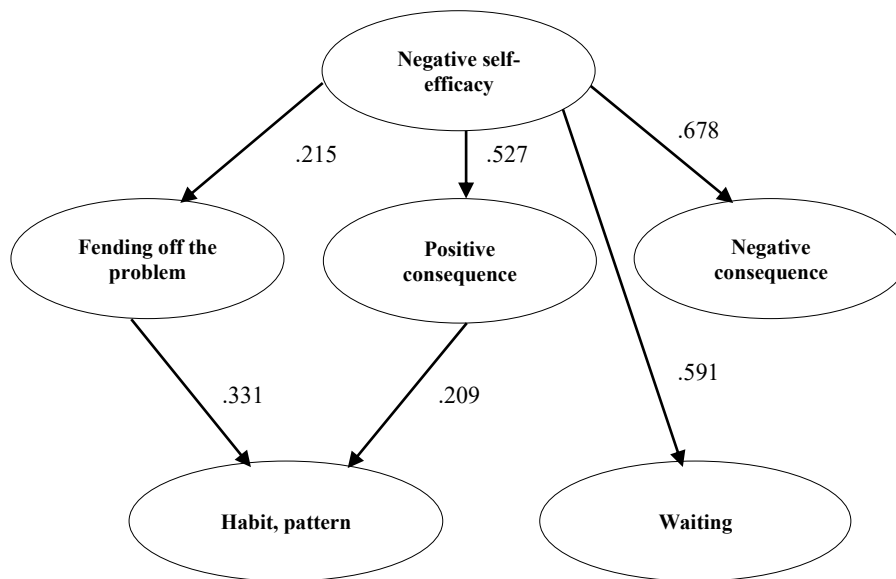 Negative self-
efficacy
.215
.527
.678
Fending off the
problem
Positive
consequence
Negative
consequence
.331
.209
.591
Habit, pattern
Waiting